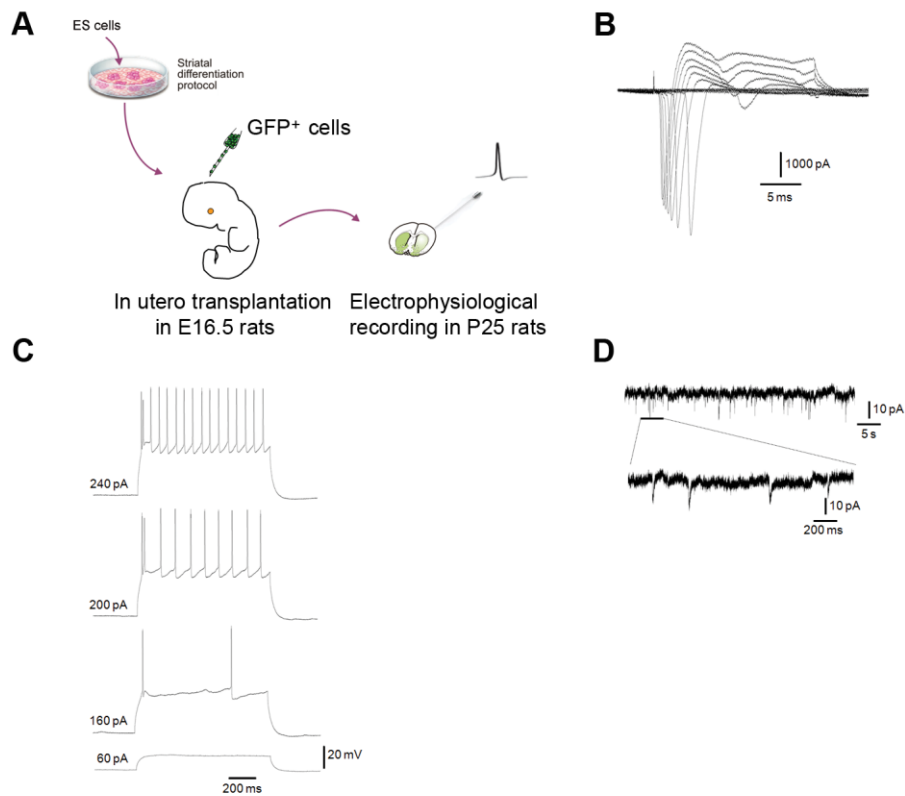 A
ES cells
Striatal
differentiation
protocol
GFP+ cells
In utero transplantation
in E16.5 rats
Electrophysiological
recording in P25 rats
B
1000 pA
5 ms
C
240 pA
200 pA
160 pA
60 pA
20 mV
200 ms
D
10 pA
5 s
10 pA
200 ms